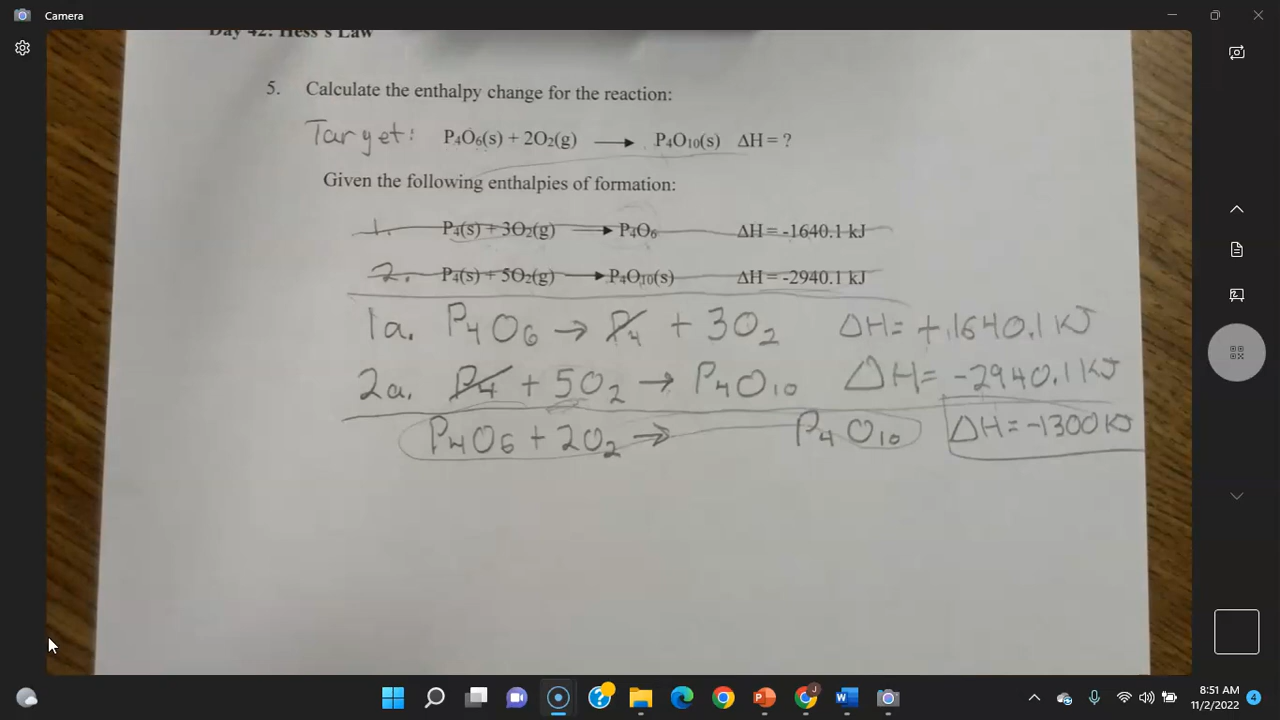 Camera
Day 42: Hess's Law
5. Calculate the enthalpy change for the reaction:
Target: P₄O₆(s) + 2O₂(g) ⟶ P₄O₁₀(s) ΔH = ?
Given the following enthalpies of formation:
1. P₄(s) + 3O₂(g) ⟶ P₄O₆ ΔH = -1640.1 kJ
2. P₄(s) + 5O₂(g) ⟶ P₄O₁₀(s) ΔH = -2940.1 kJ
1a. P₄O₆ → P₄ + 3O₂ ΔH = +1640.1 KJ
2a. P₄ + 5O₂ → P₄O₁₀ ΔH = -2940.1 KJ
P₄O₆ + 2O₂ → P₄O₁₀ ΔH = -1300 KJ
8:51 AM
11/2/2022
4